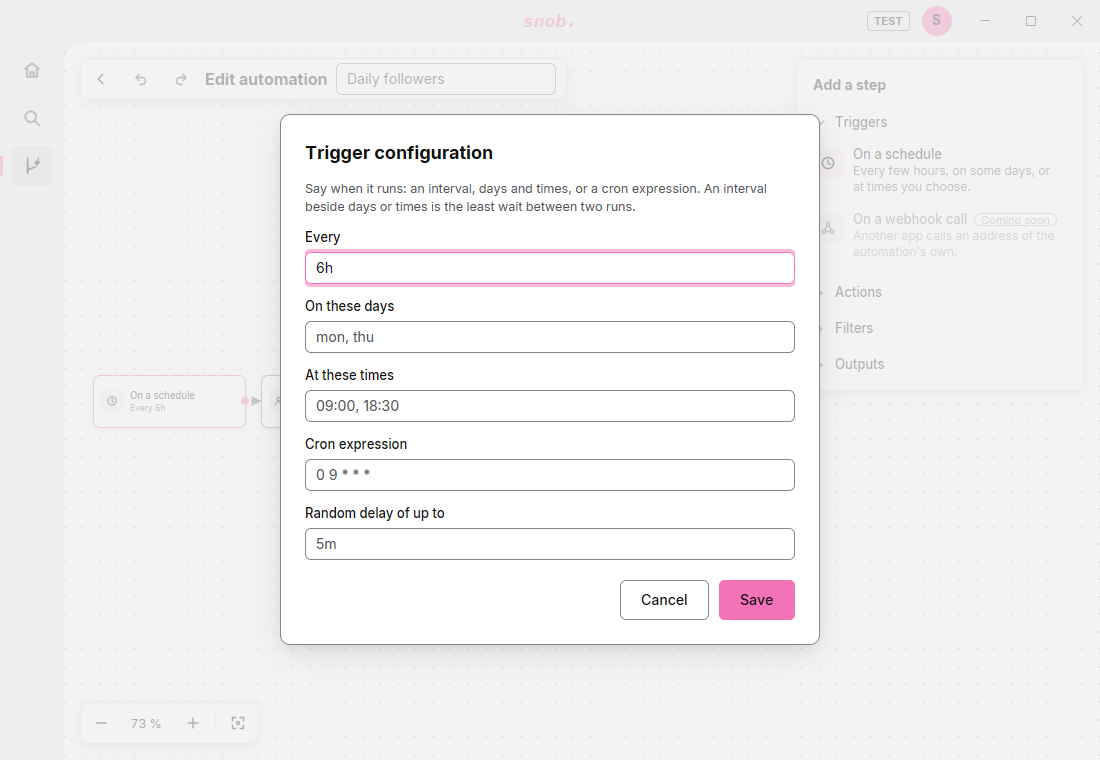 snob.
TEST
S
Edit automation
Daily followers
Add a step
Triggers
On a schedule
Every few hours, on some days, or
at times you choose.
On a webhook call
Coming soon
Another app calls an address of the
automation's own.
Actions
Filters
Outputs
On a schedule
Every 6h
Trigger configuration
Say when it runs: an interval, days and times, or a cron expression. An interval
beside days or times is the least wait between two runs.
Every
6h
On these days
mon, thu
At these times
09:00, 18:30
Cron expression
0 9 * * *
Random delay of up to
5m
Cancel
Save
73 %